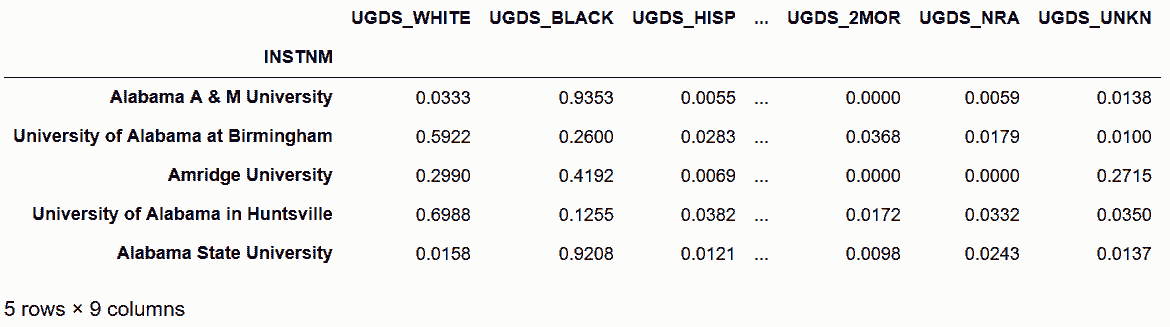 UGDS_WHITE UGDS_BLACK UGDS_HISP ... UGDS_2MOR UGDS_NRA UGDS_UNKN
INSTNM
Alabama A & M University 0.0333 0.9353 0.0055 ... 0.0000 0.0059 0.0138
University of Alabama at Birmingham 0.5922 0.2600 0.0283 ... 0.0368 0.0179 0.0100
Amridge University 0.2990 0.4192 0.0069 ... 0.0000 0.0000 0.2715
University of Alabama in Huntsville 0.6988 0.1255 0.0382 ... 0.0172 0.0332 0.0350
Alabama State University 0.0158 0.9208 0.0121 ... 0.0098 0.0243 0.0137
5 rows × 9 columns